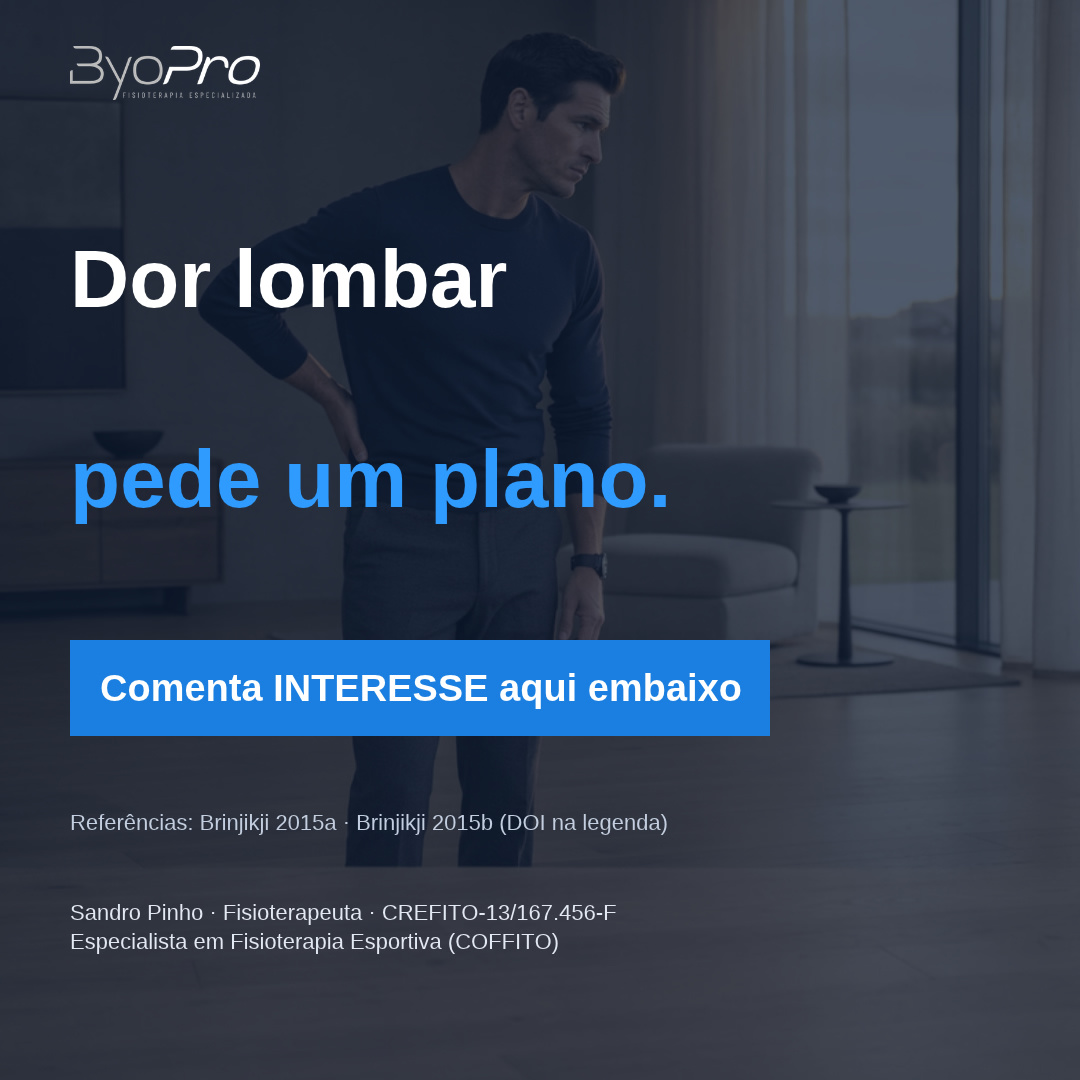 ByoPro
FISIOTERAPIA ESPECIALIZADA
Dor lombar
pede um plano.
Comenta INTERESSE aqui embaixo
Referências: Brinjikji 2015a · Brinjikji 2015b (DOI na legenda)
Sandro Pinho · Fisioterapeuta · CREFITO-13/167.456-F
Especialista em Fisioterapia Esportiva (COFFITO)